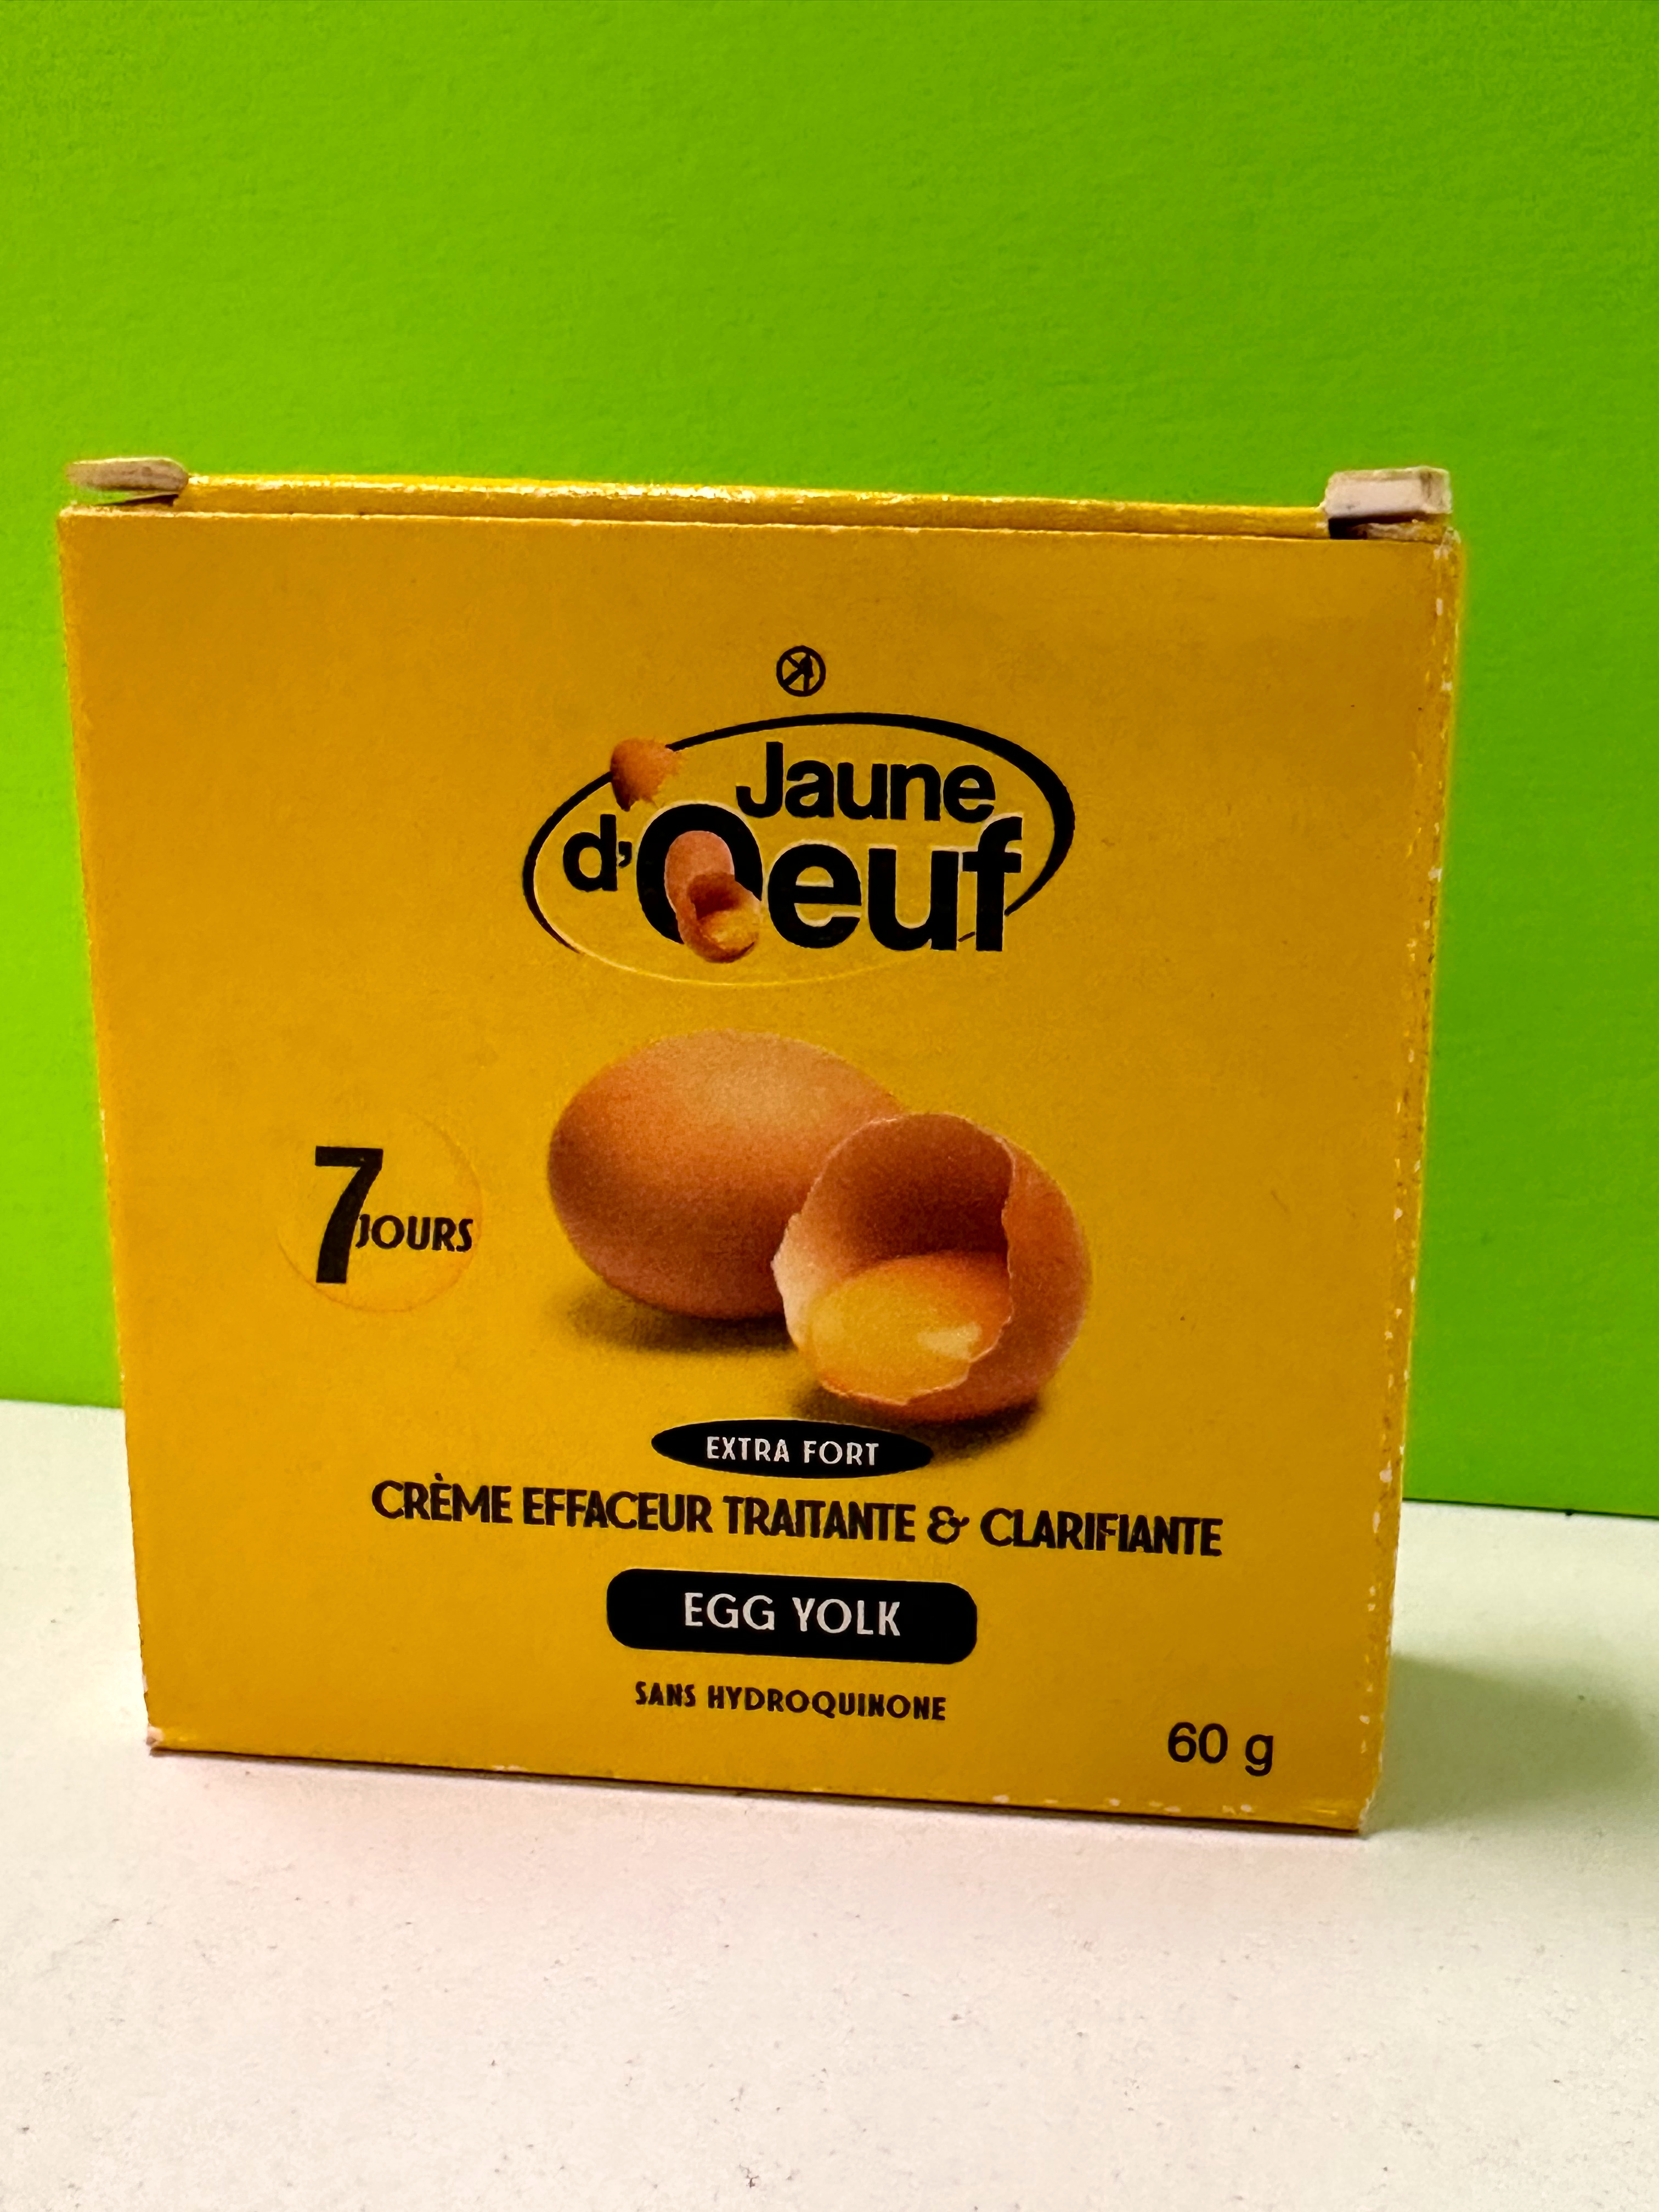 Jaune
d'Oeuf
7 JOURS
EXTRA FORT
CRÈME EFFACEUR TRAITANTE & CLARIFIANTE
EGG YOLK
SANS HYDROQUINONE
60 g